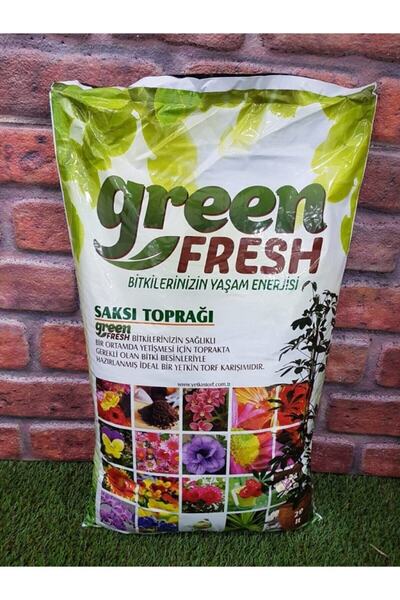 green
FRESH
BİTKİLERİNİZİN YAŞAM ENERJİSİ
SAKSI TOPRAĞI
green
FRESH BİTKİLERİNİZİN SAĞLIKLI
BİR ORTAMDA YETİŞMESİ İÇİN TOPRAKTA
GEREKLİ OLAN BİTKİ BESİNLERİYLE
HAZIRLANMIŞ İDEAL BİR YETKİN TORF KARIŞIMIDIR.
www.yetkintorf.com.tr
20
lt